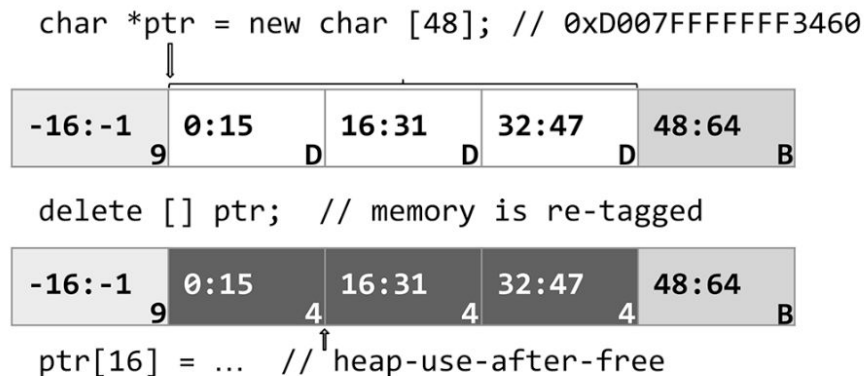 char *ptr = new char [48]; // 0xD007FFFFFFF3460
-16:-1 0:15 16:31 32:47 48:64
9 D D D B
delete [] ptr; // memory is re-tagged
-16:-1 0:15 16:31 32:47 48:64
9 4 4 4 B
ptr[16] = … // heap-use-after-free